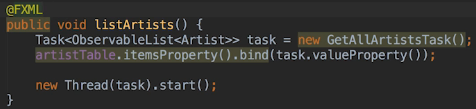 @FXML
public void listArtists() {
    Task<ObservableList<Artist>> task = new GetAllArtistsTask();
    artistTable.itemsProperty().bind(task.valueProperty());

    new Thread(task).start();
}